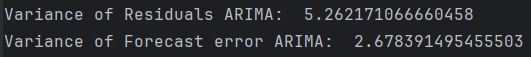 Variance of Residuals ARIMA:  5.262171066660458
Variance of Forecast error ARIMA:  2.678391495455503